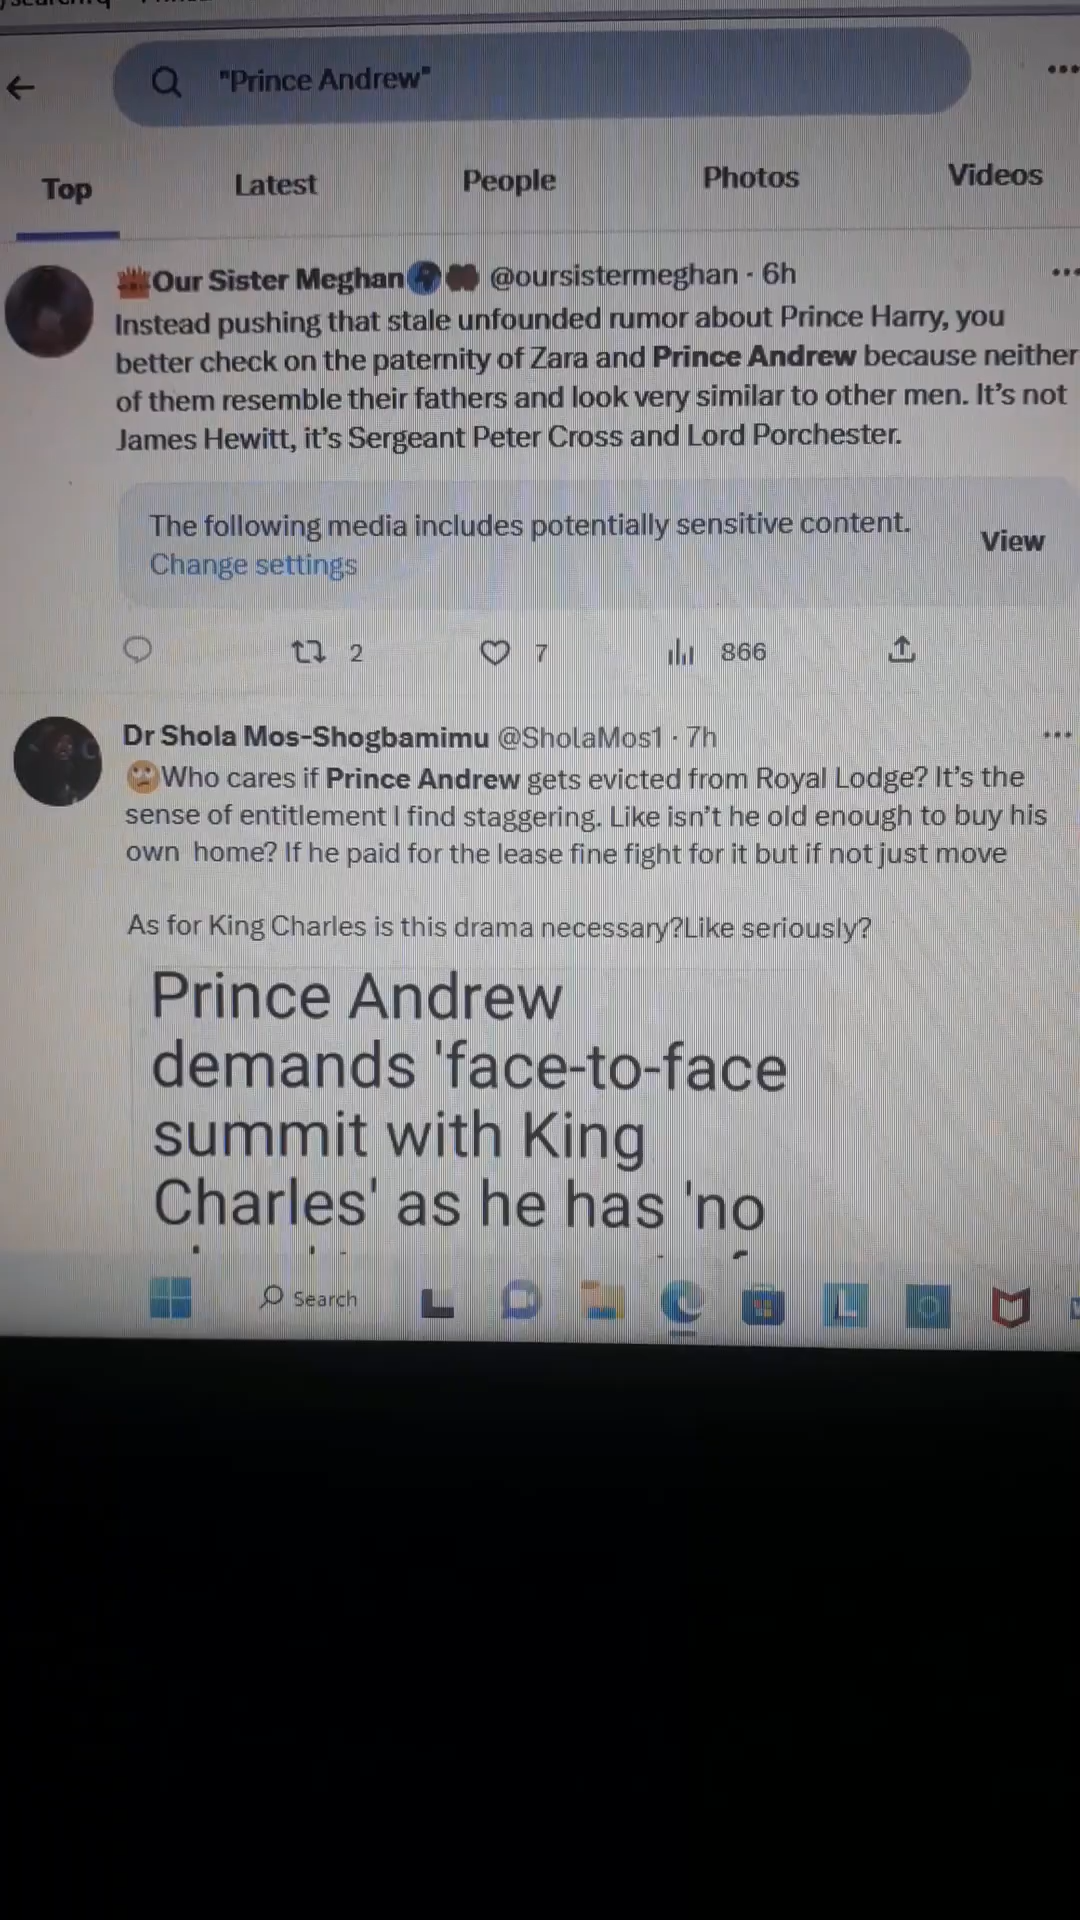 "Prince Andrew"
Top Latest People Photos Videos
Our Sister Meghan @oursistermeghan · 6h
Instead pushing that stale unfounded rumor about Prince Harry, you
better check on the paternity of Zara and Prince Andrew because neither
of them resemble their fathers and look very similar to other men. It's not
James Hewitt, it's Sergeant Peter Cross and Lord Porchester.
The following media includes potentially sensitive content.
Change settings
View
2 7 866
Dr Shola Mos-Shogbamimu @SholaMos1 · 7h
Who cares if Prince Andrew gets evicted from Royal Lodge? It's the
sense of entitlement I find staggering. Like isn't he old enough to buy his
own home? If he paid for the lease fine fight for it but if not just move
As for King Charles is this drama necessary?Like seriously?
Prince Andrew
demands 'face-to-face
summit with King
Charles' as he has 'no
Search